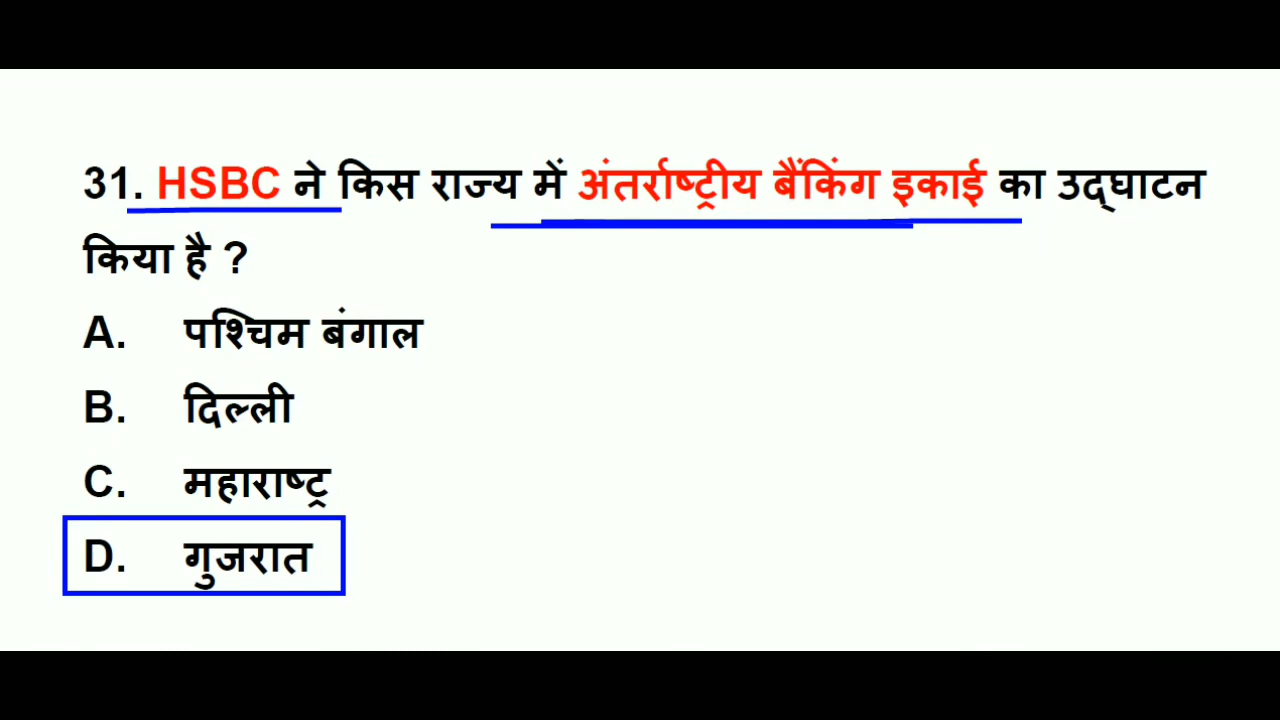 31. HSBC ने किस राज्य में अंतर्राष्ट्रीय बैंकिंग इकाई का उद्घाटन
किया है ?
A. पश्चिम बंगाल
B. दिल्ली
C. महाराष्ट्र
D. गुजरात